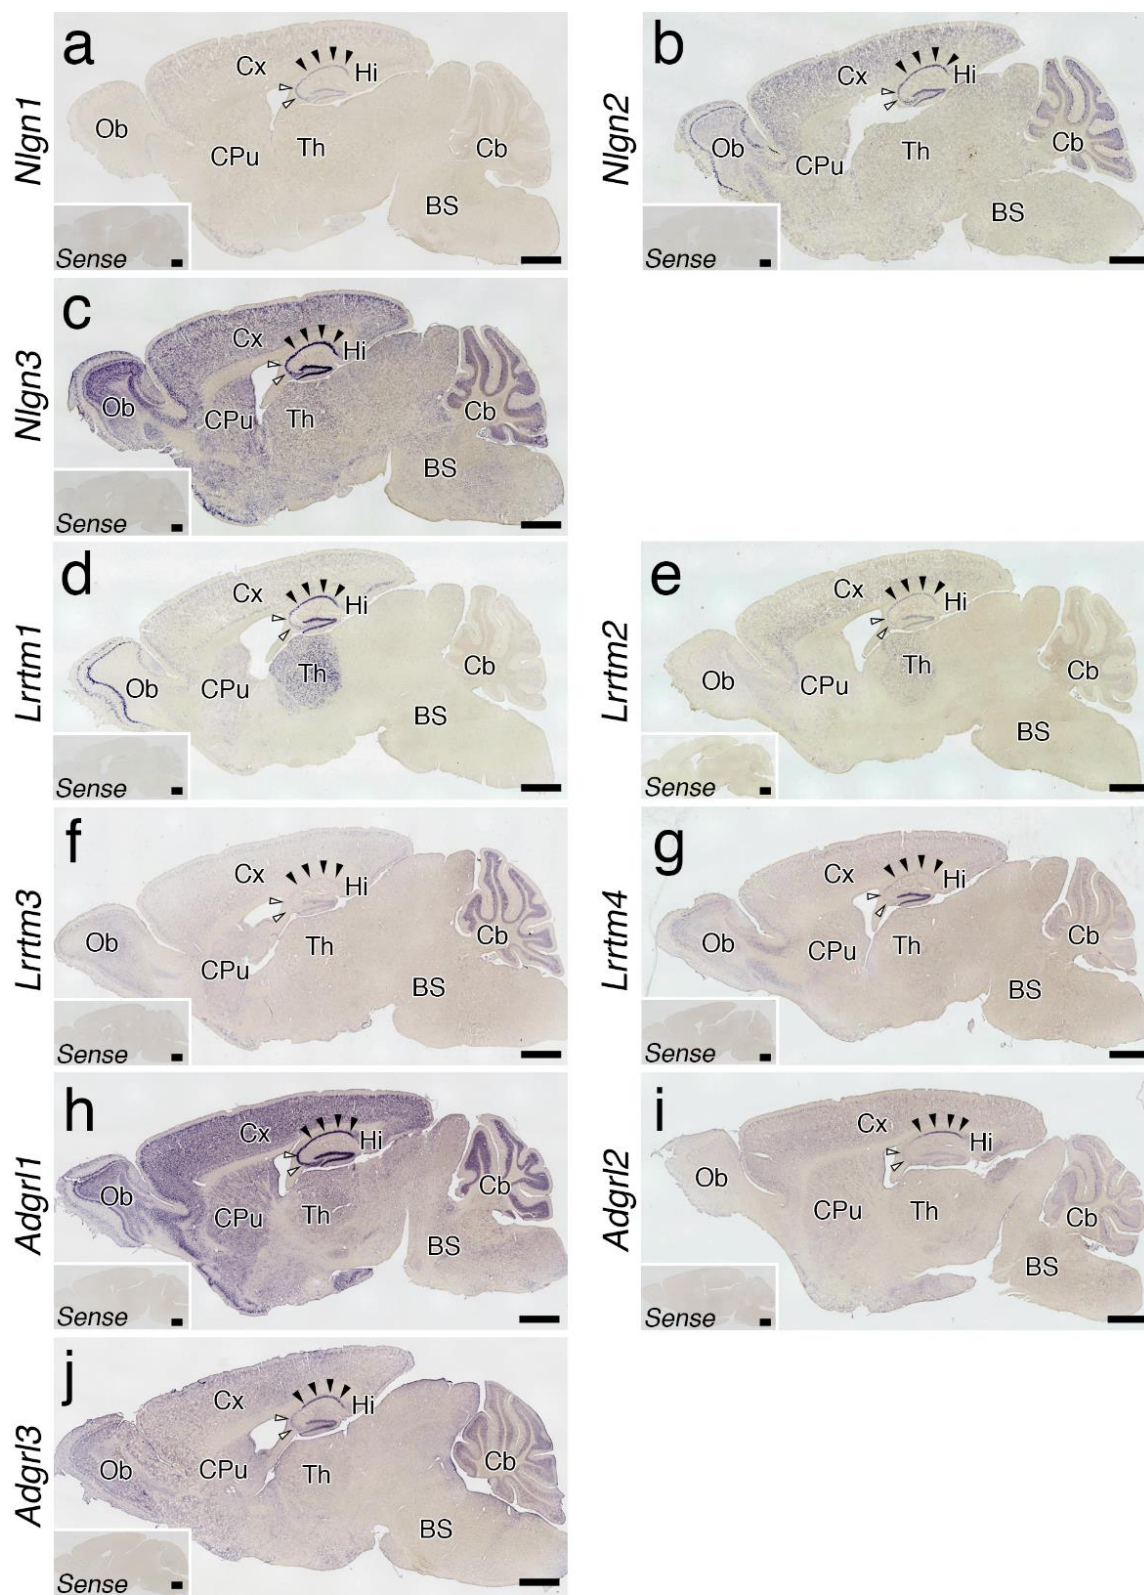 a
Nlgn1
Ob
Cx
Hi
CPu
Th
Cb
BS
Sense
b
Nlgn2
Ob
Cx
Hi
CPu
Th
Cb
BS
Sense
c
Nlgn3
Ob
Cx
Hi
CPu
Th
Cb
BS
Sense
d
Lrrtm1
Ob
Cx
Hi
CPu
Th
Cb
BS
Sense
e
Lrrtm2
Ob
Cx
Hi
CPu
Th
Cb
BS
Sense
f
Lrrtm3
Ob
Cx
Hi
CPu
Th
Cb
BS
Sense
g
Lrrtm4
Ob
Cx
Hi
CPu
Th
Cb
BS
Sense
h
Adgrl1
Ob
Cx
Hi
CPu
Th
Cb
BS
Sense
i
Adgrl2
Ob
Cx
Hi
CPu
Th
Cb
BS
Sense
j
Adgrl3
Ob
Cx
Hi
CPu
Th
Cb
BS
Sense